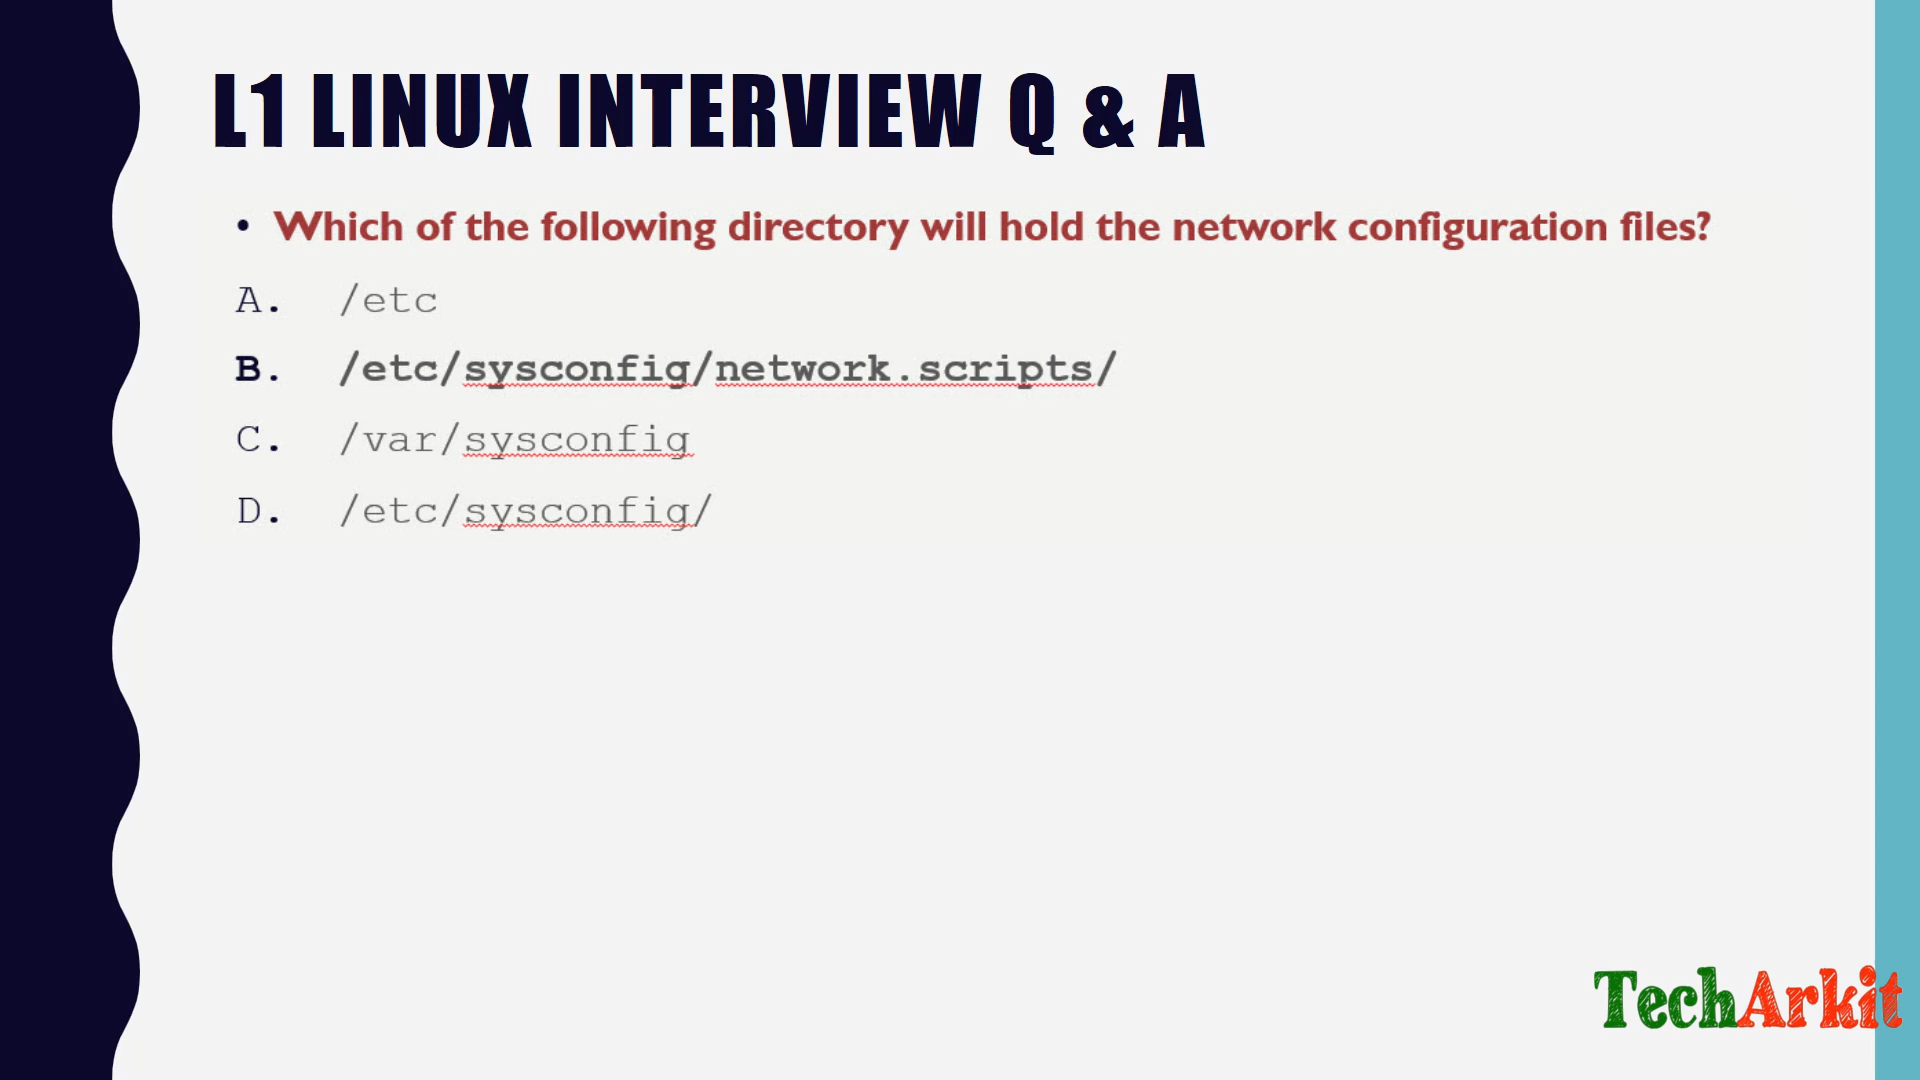 L1 LINUX INTERVIEW Q & A
• Which of the following directory will hold the network configuration files?
A. /etc
B. /etc/sysconfig/network.scripts/
C. /var/sysconfig
D. /etc/sysconfig/
TechArkit